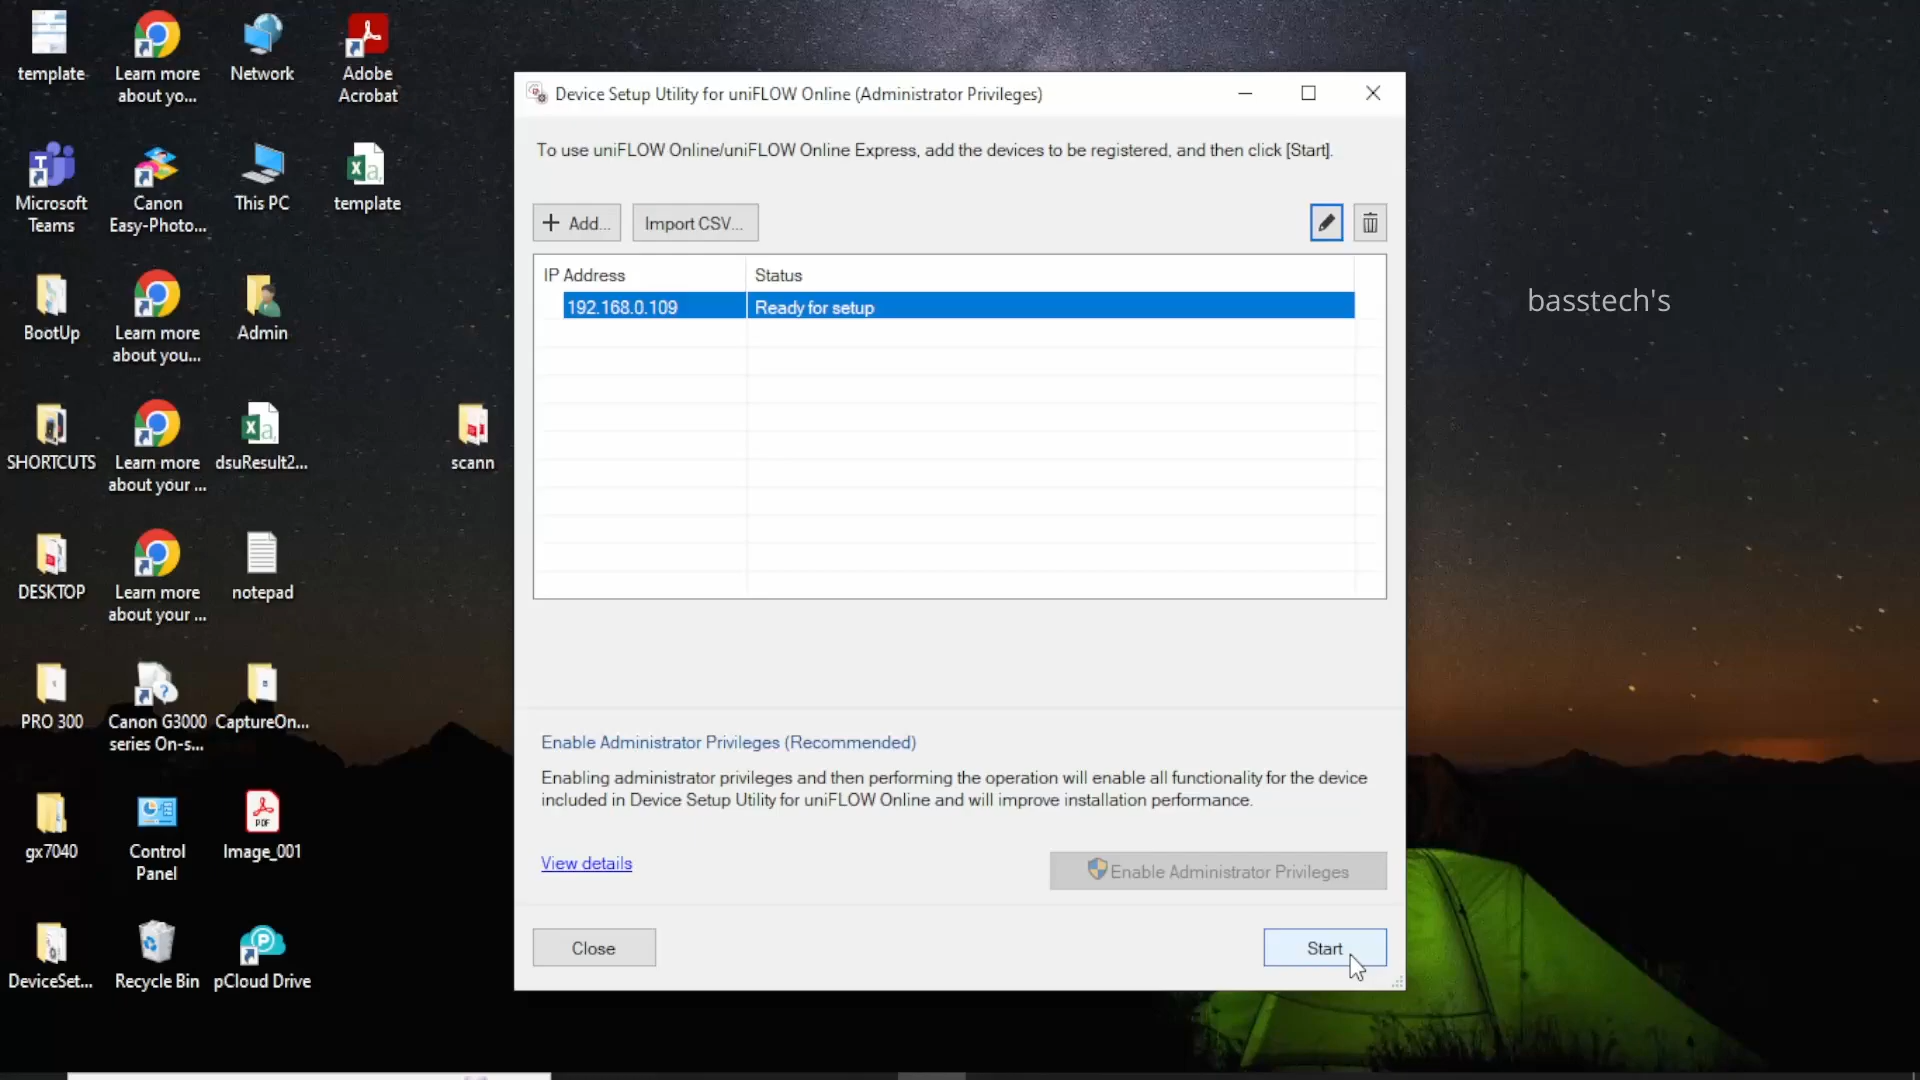 template
Learn more
about yo...
Network
Adobe
Acrobat
Microsoft
Teams
Canon
Easy-Photo...
This PC
template
BootUp
Learn more
about you...
Admin
SHORTCUTS
Learn more
about your ...
dsuResult2...
scann
DESKTOP
Learn more
about your ...
notepad
PRO 300
Canon G3000
series On-s...
CaptureOn...
gx7040
Control
Panel
PDF
Image_001
DeviceSet...
Recycle Bin
pCloud Drive
Device Setup Utility for uniFLOW Online (Administrator Privileges)
To use uniFLOW Online/uniFLOW Online Express, add the devices to be registered, and then click [Start].
Add...
Import CSV...
IP Address
Status
192.168.0.109
Ready for setup
Enable Administrator Privileges (Recommended)
Enabling administrator privileges and then performing the operation will enable all functionality for the device
included in Device Setup Utility for uniFLOW Online and will improve installation performance.
View details
Enable Administrator Privileges
Close
Start
basstech's